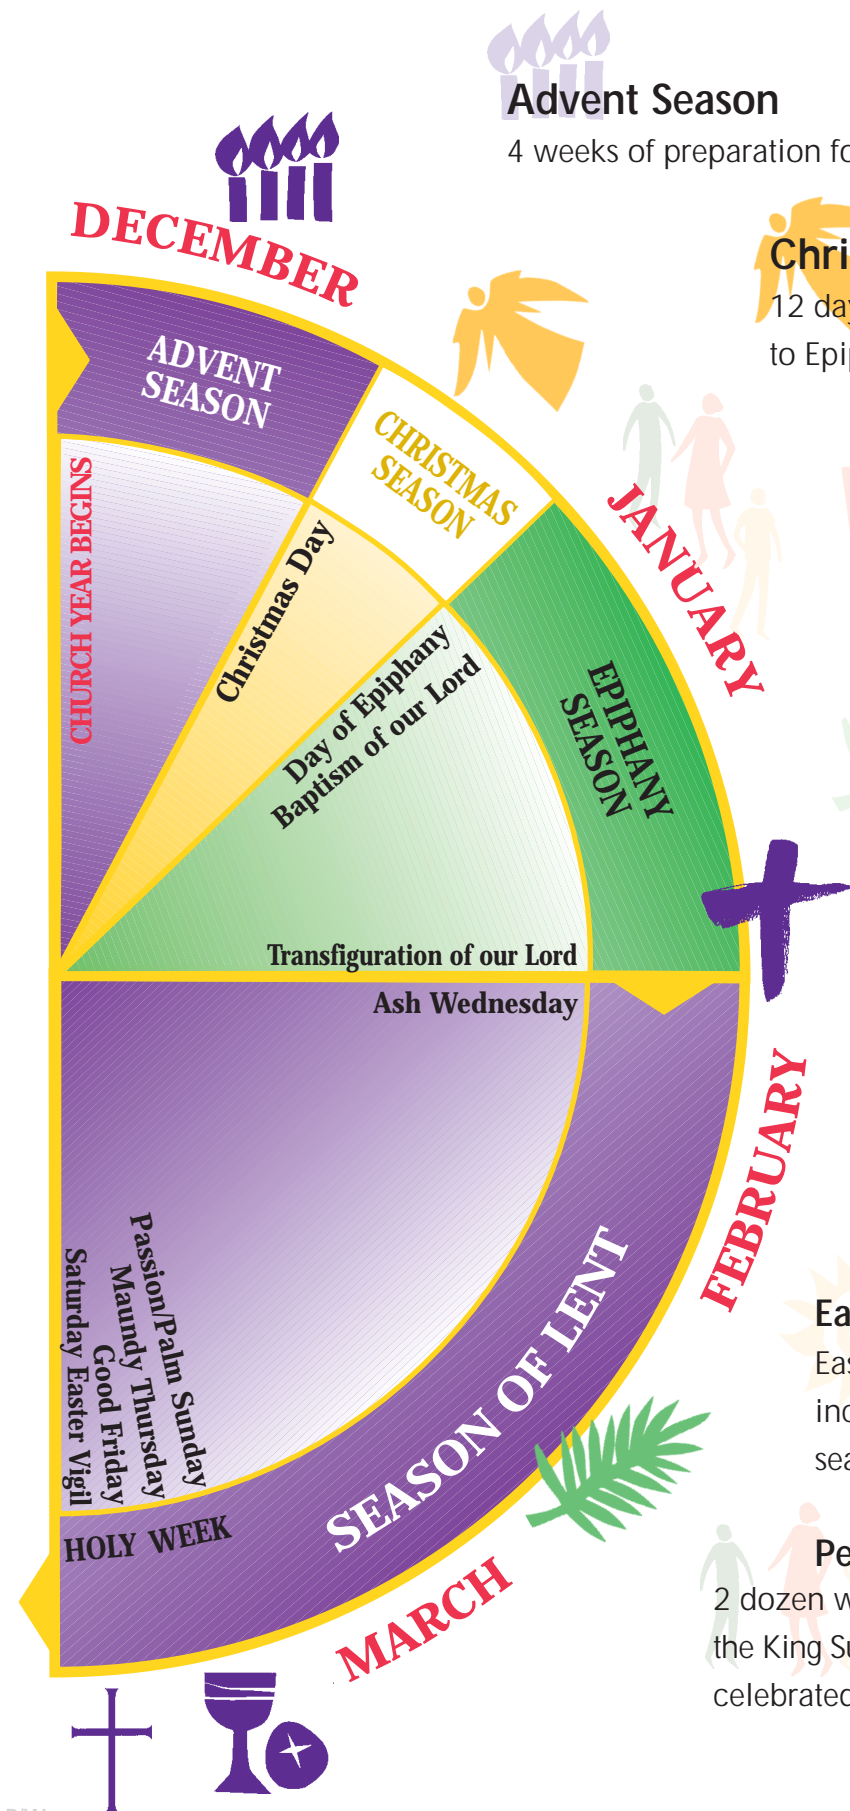 Advent Season
4 weeks of preparation fo
DECEMBER
Chri
12 day
to Epip
ADVENT
SEASON
CHRISTMAS
SEASON
CHURCH YEAR BEGINS
Christmas Day
JANUARY
Day of Epiphany
Baptism of our Lord
EPIPHANY
SEASON
Transfiguration of our Lord
Ash Wednesday
FEBRUARY
Passion/Palm Sunday
Maundy Thursday
Good Friday
Saturday Easter Vigil
SEASON OF LENT
HOLY WEEK
MARCH
Ea
Eas
inc
sea
Pe
2 dozen w
the King Su
celebrated